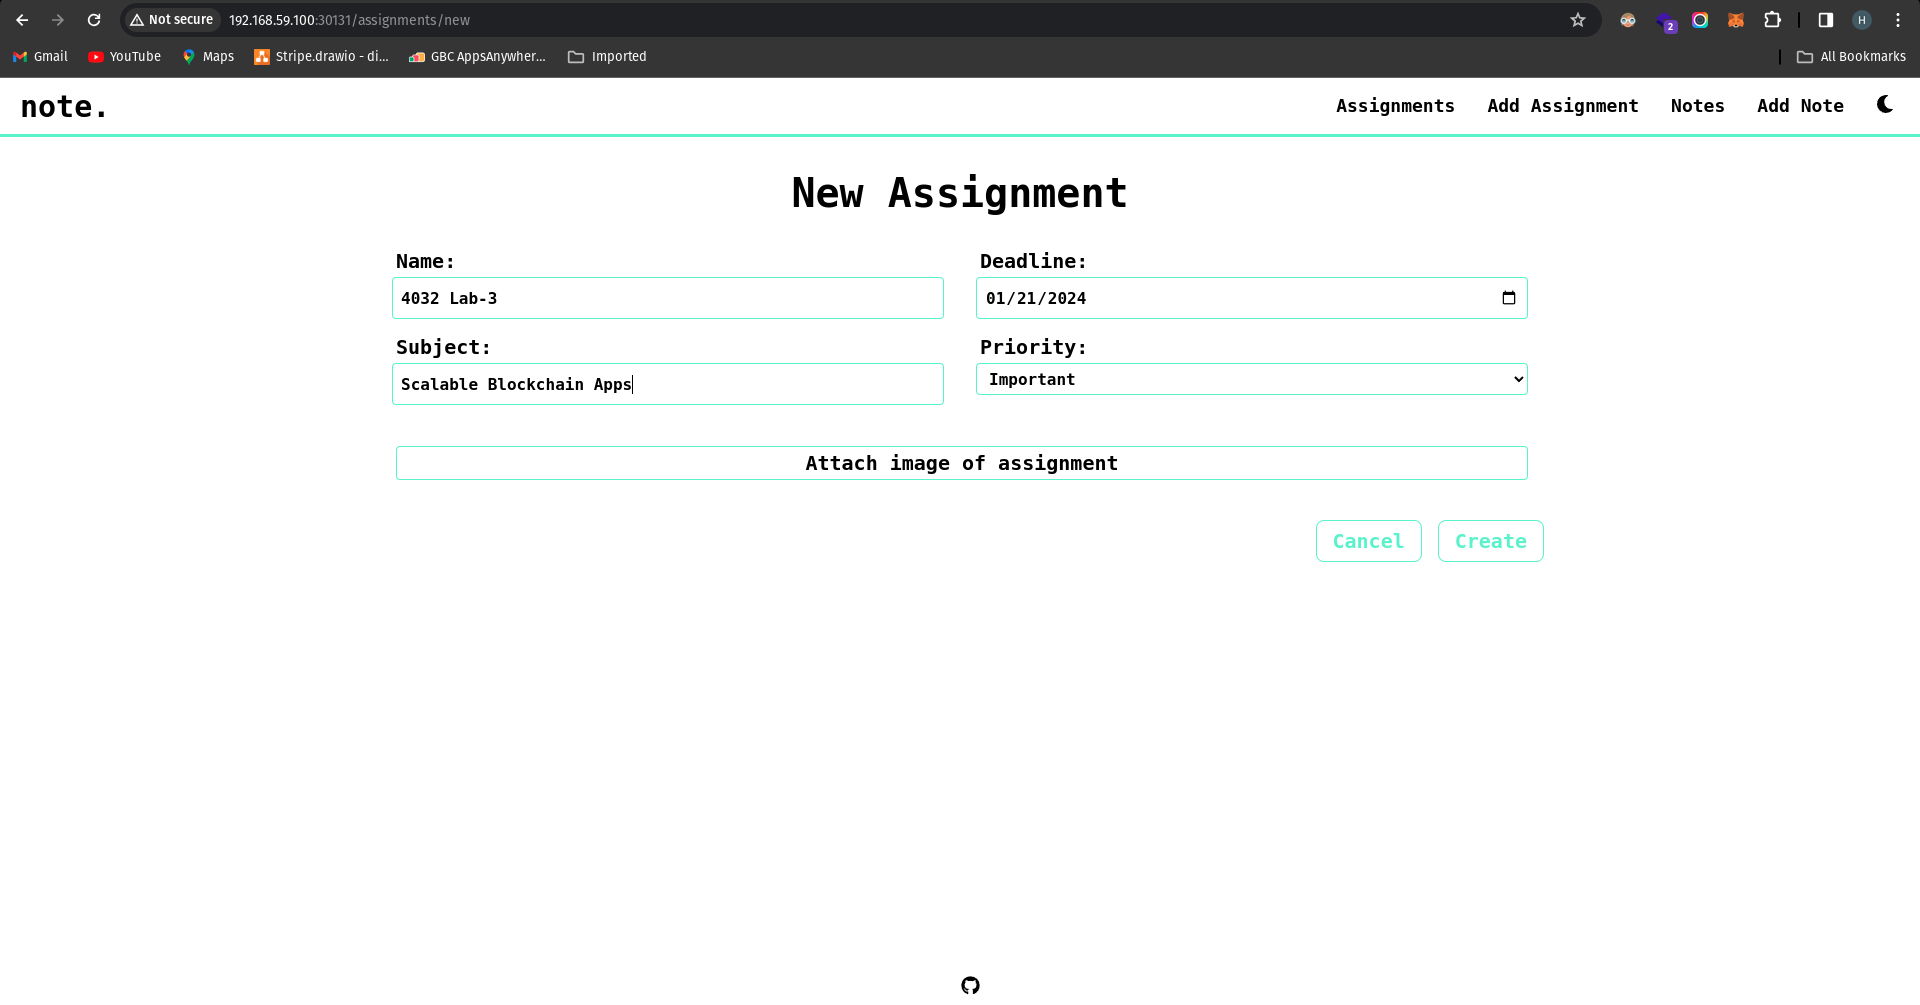 Not secure 192.168.59.100:30131/assignments/new 2 H
Gmail YouTube Maps Stripe.drawio - di... GBC AppsAnywher... Imported All Bookmarks
note. Assignments Add Assignment Notes Add Note
New Assignment
Name: Deadline:
4032 Lab-3 01/21/2024
Subject: Priority:
Scalable Blockchain Apps Important
Attach image of assignment
Cancel Create